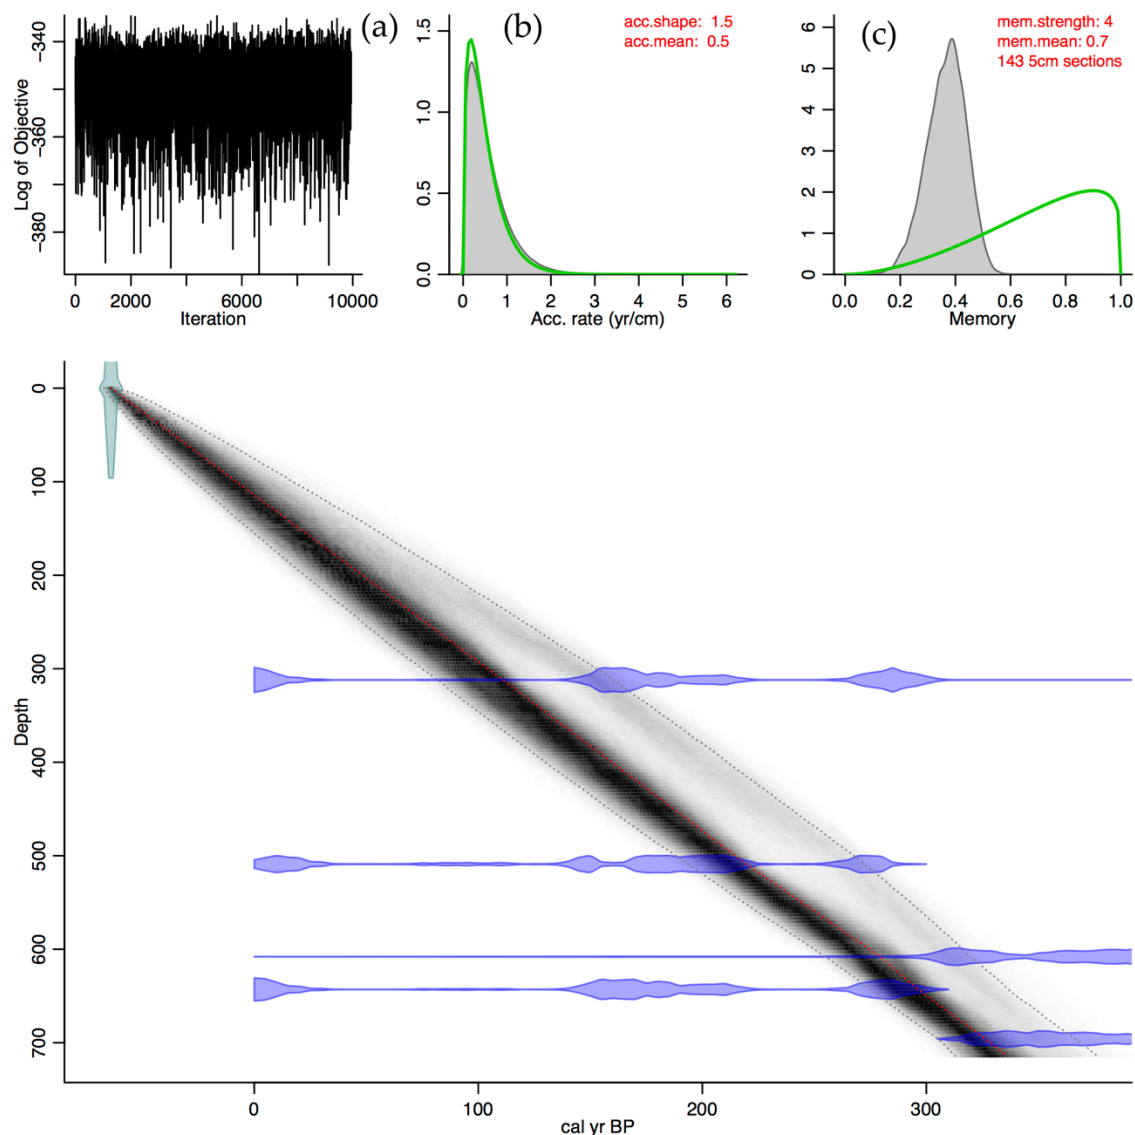 (a)
Log of Objective
-340
-360
-380
0 2000 6000 10000
Iteration
(b)
acc.shape: 1.5
acc.mean: 0.5
1.5
1.0
0.5
0.0
0 1 2 3 4 5 6
Acc. rate (yr/cm)
(c)
mem.strength: 4
mem.mean: 0.7
143 5cm sections
6
5
4
3
2
1
0
0.0 0.2 0.4 0.6 0.8 1.0
Memory
Depth
0
100
200
300
400
500
600
700
0 100 200 300
cal yr BP